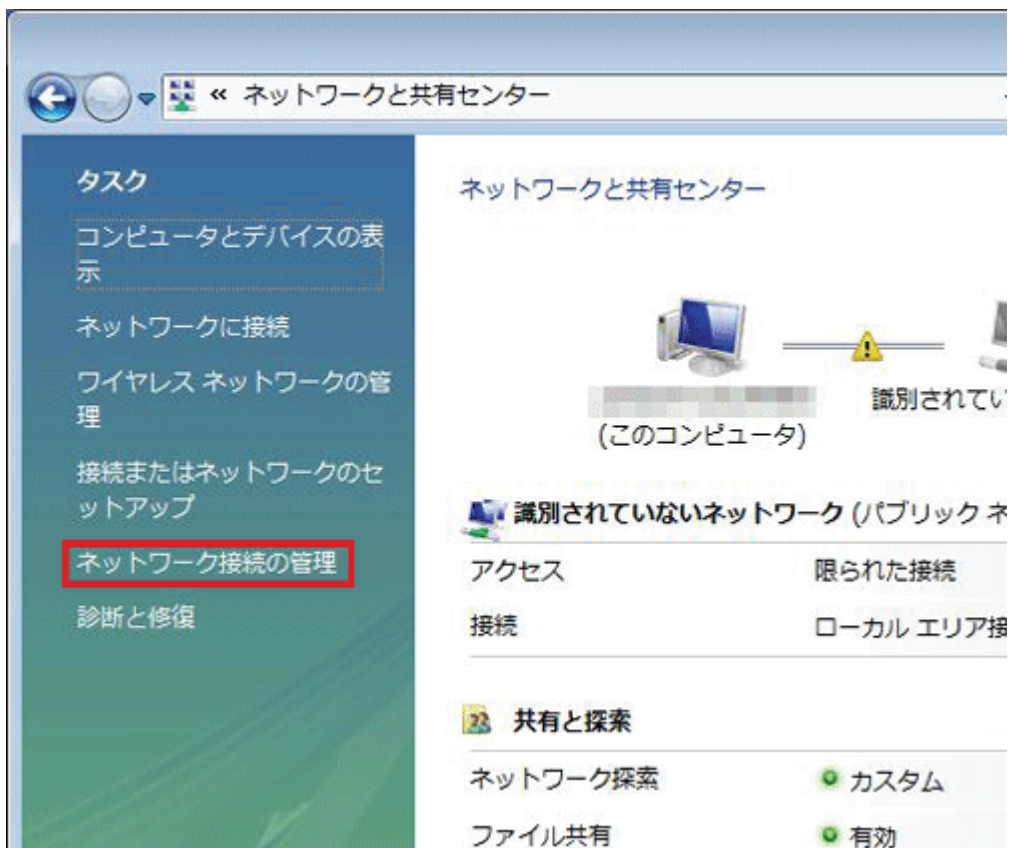 « ネットワークと共有センター
タスク
コンピュータとデバイスの表
示
ネットワークに接続
ワイヤレス ネットワークの管
理
接続またはネットワークのセ
ットアップ
ネットワーク接続の管理
診断と修復
ネットワークと共有センター
(このコンピュータ)
識別されてい
識別されていないネットワーク (パブリック ネ
アクセス 限られた接続
接続 ローカル エリア接
共有と探索
ネットワーク探索 カスタム
ファイル共有 有効